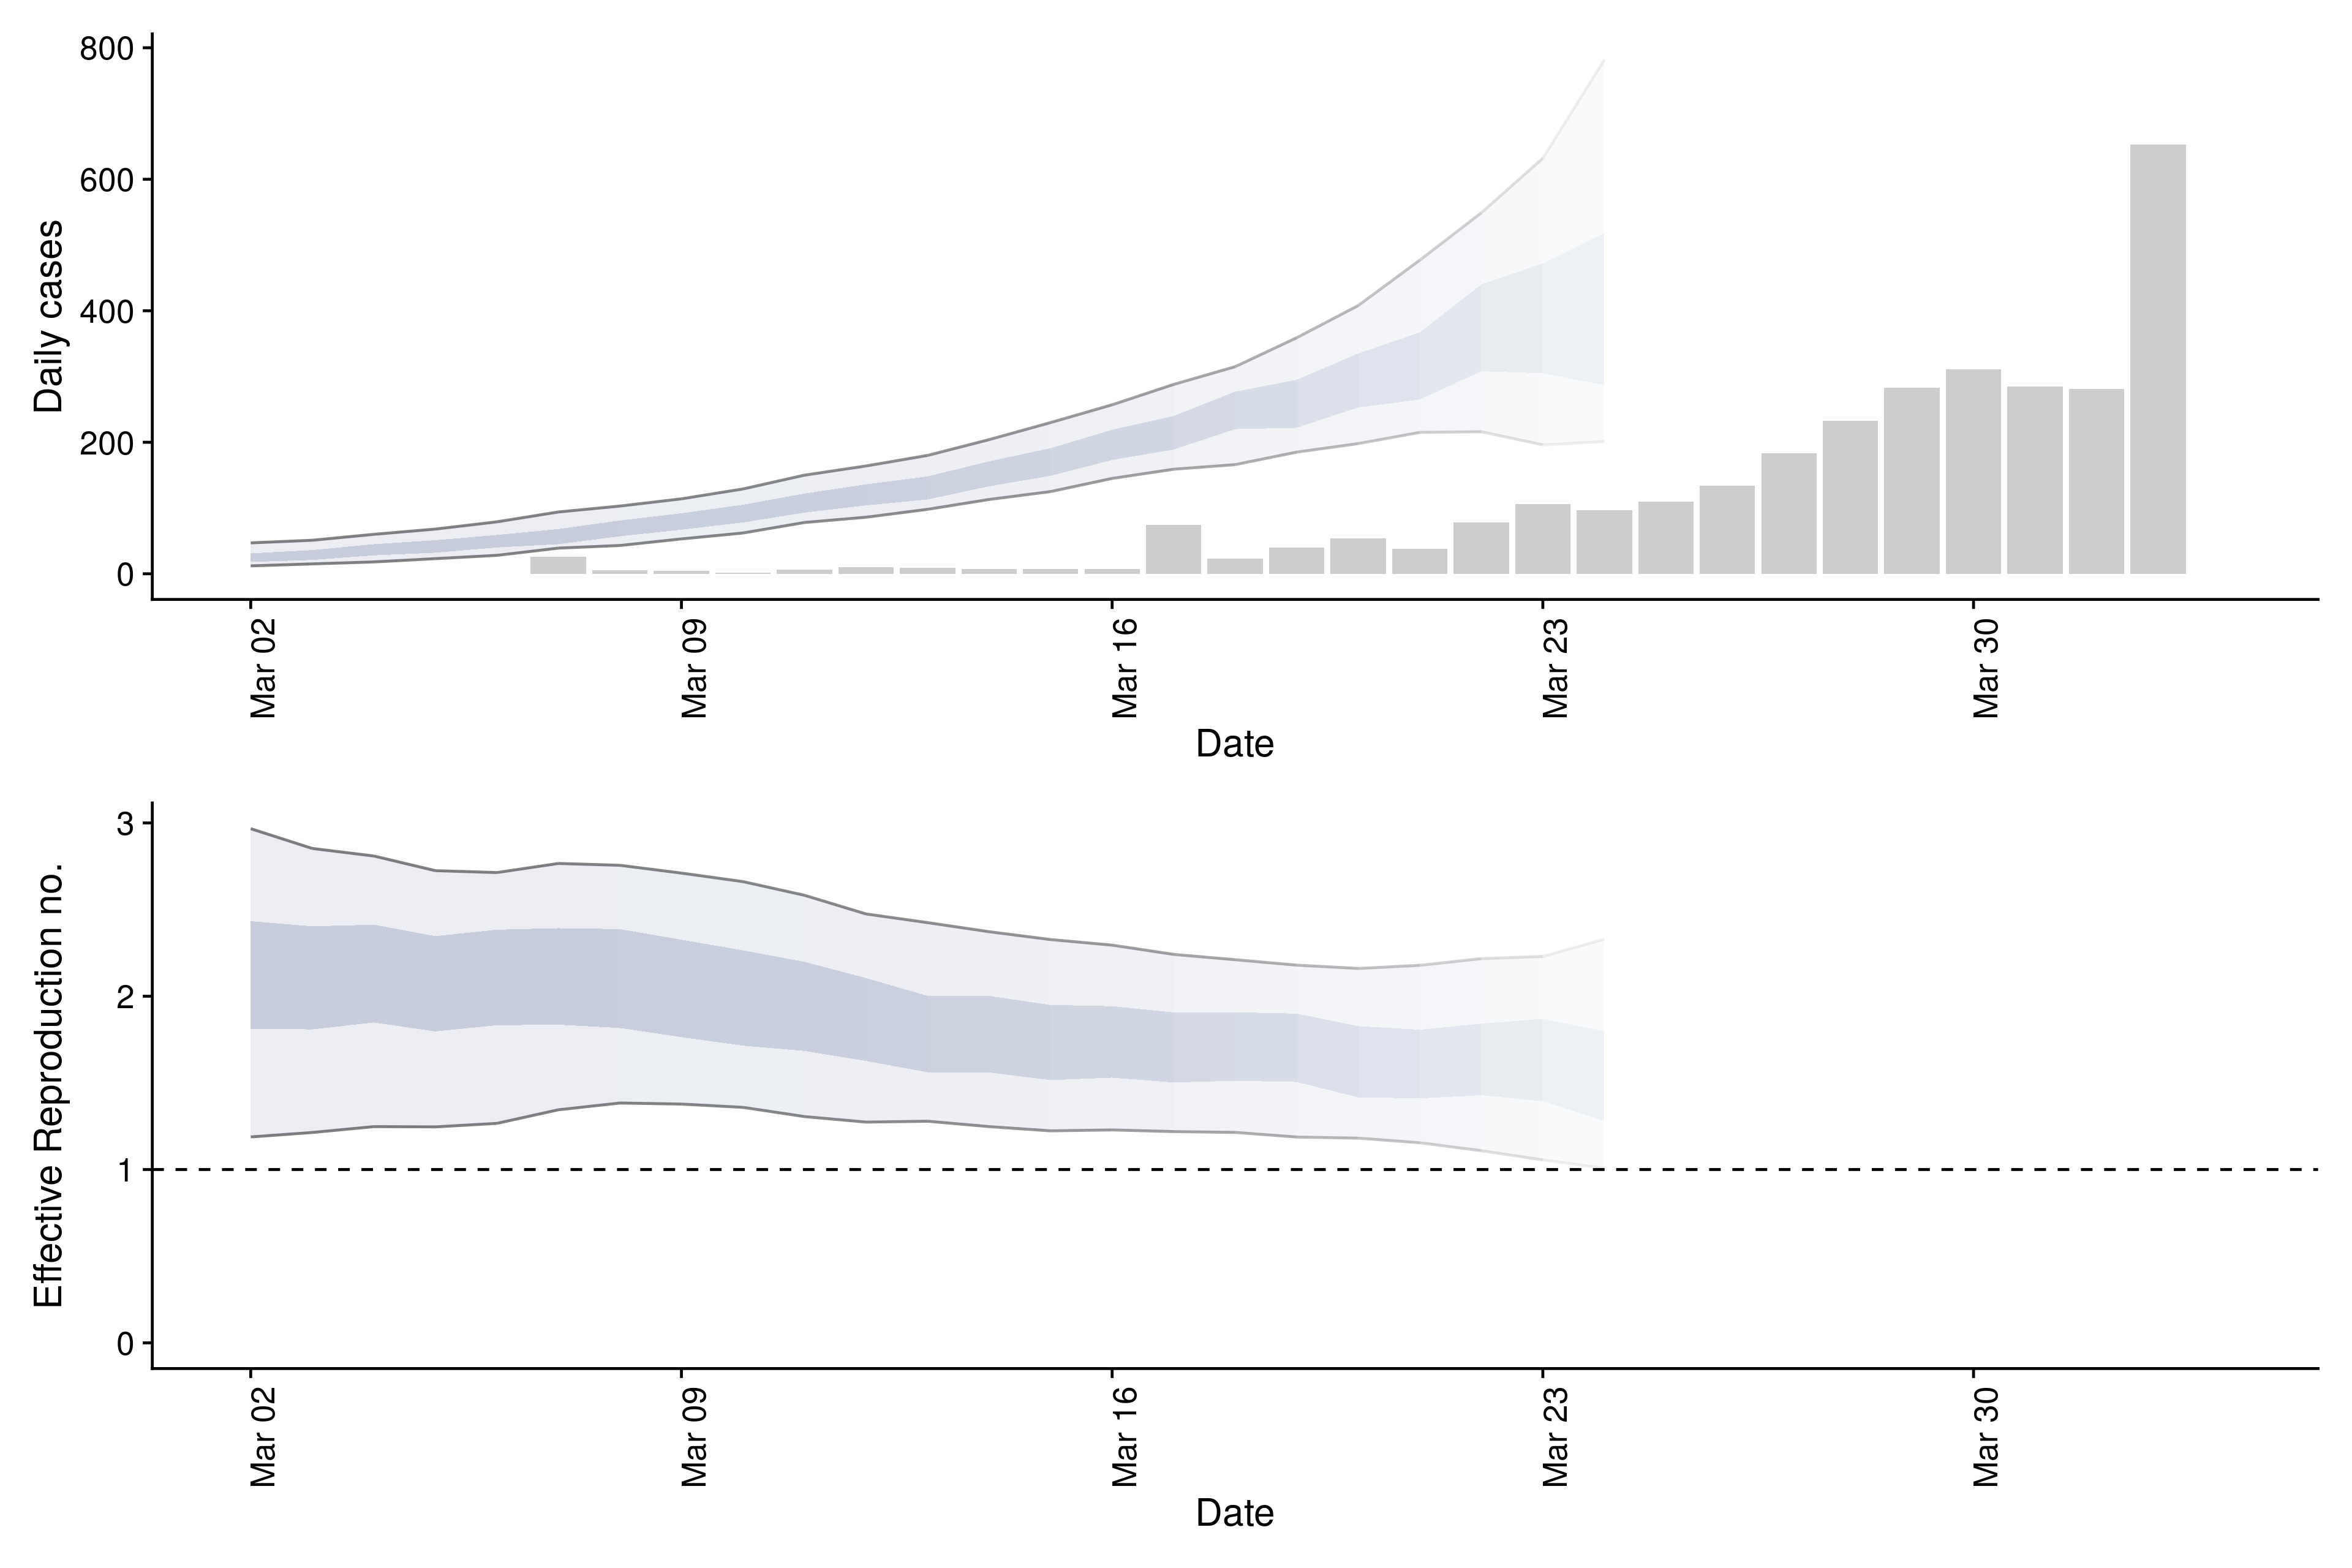 Daily cases
800
600
400
200
0
Mar 02
Mar 09
Mar 16
Mar 23
Mar 30
Date
Effective Reproduction no.
3
2
1
0
Mar 02
Mar 09
Mar 16
Mar 23
Mar 30
Date